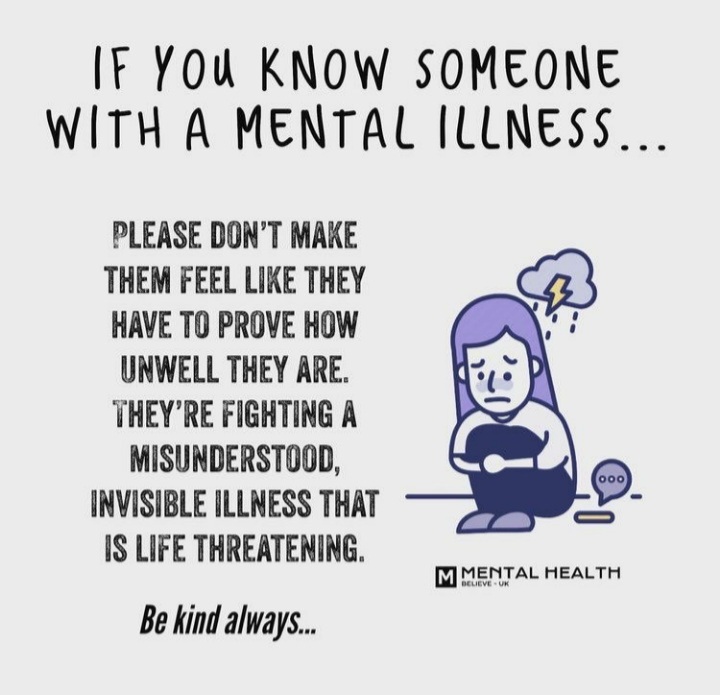 IF YOU KNOW SOMEONE
WITH A MENTAL ILLNESS...
PLEASE DON'T MAKE
THEM FEEL LIKE THEY
HAVE TO PROVE HOW
UNWELL THEY ARE.
THEY'RE FIGHTING A
MISUNDERSTOOD,
INVISIBLE ILLNESS THAT
IS LIFE THREATENING.
Be kind always...
M MENTAL HEALTH
BELIEVE - UK